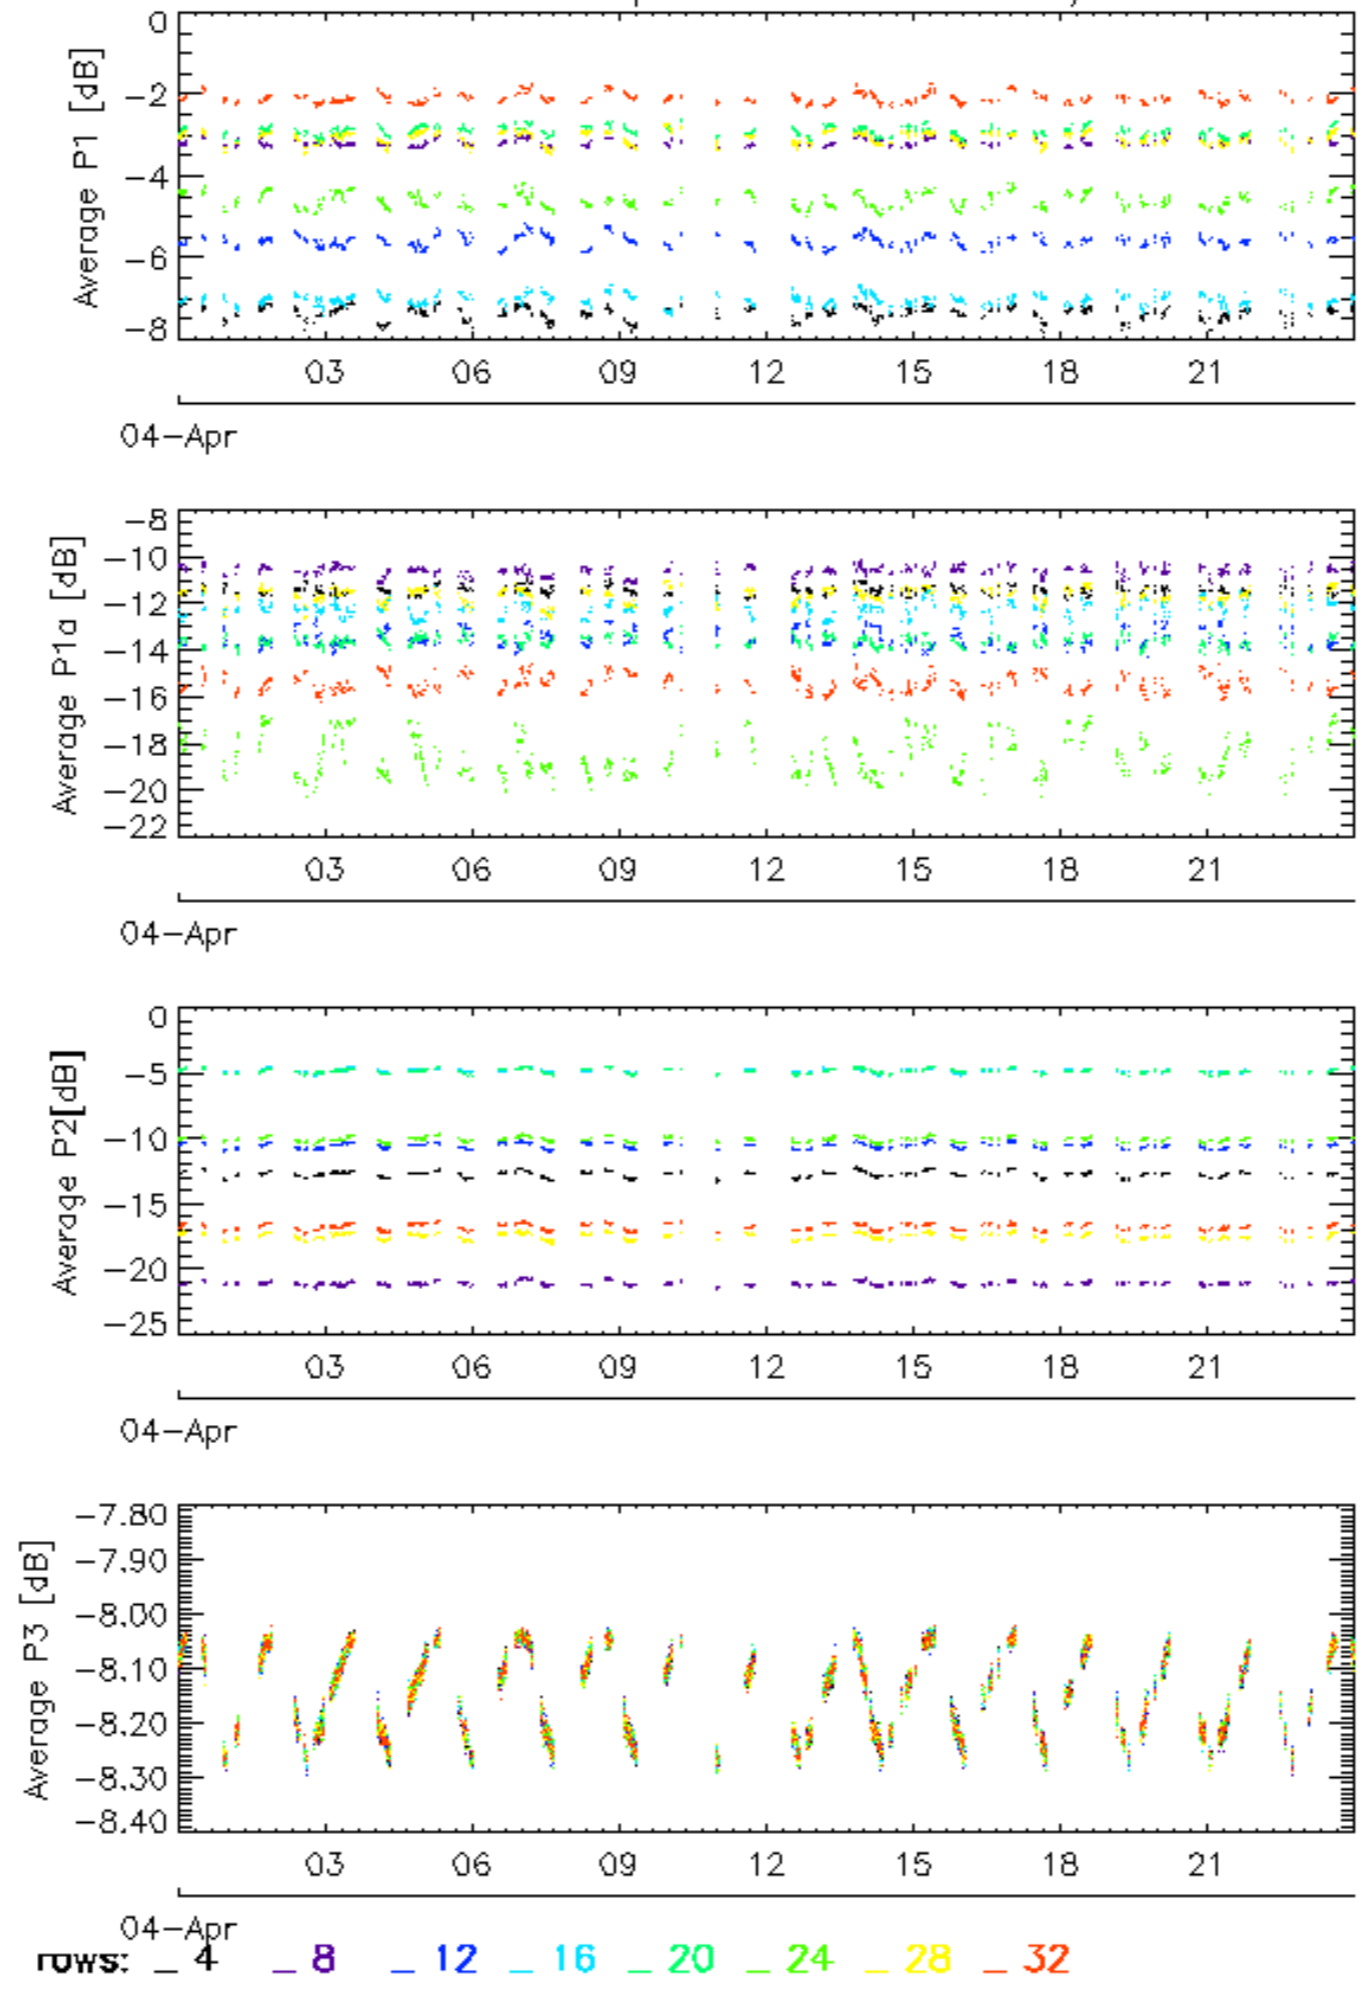 0
-2
-4
-6
-8
Average P1 [dB]
03 06 09 12 15 18 21
04-Apr
-8
-10
-12
-14
-16
-18
-20
-22
Average P1a [dB]
03 06 09 12 15 18 21
04-Apr
0
-5
-10
-15
-20
-25
Average P2[dB]
03 06 09 12 15 18 21
04-Apr
-7.80
-7.90
-8.00
-8.10
-8.20
-8.30
-8.40
Average P3 [dB]
03 06 09 12 15 18 21
04-Apr
rows: _ 4 _ 8 _ 12 _ 16 _ 20 _ 24 _ 28 _ 32